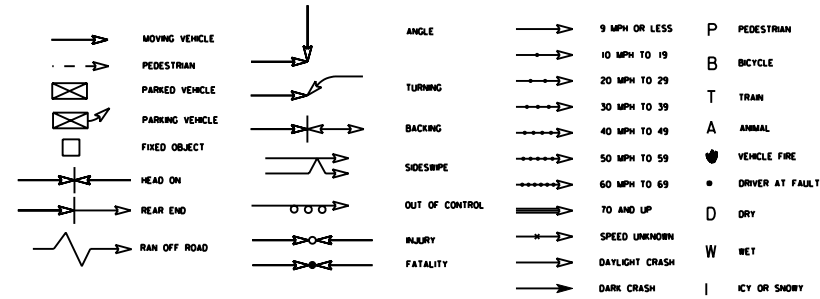 MOVING VEHICLE
PEDESTRIAN
PARKED VEHICLE
PARKING VEHICLE
FIXED OBJECT
HEAD ON
REAR END
RAN OFF ROAD
ANGLE
TURNING
BACKING
SIDESWIPE
OUT OF CONTROL
INJURY
FATALITY
9 MPH OR LESS
10 MPH TO 19
20 MPH TO 29
30 MPH TO 39
40 MPH TO 49
50 MPH TO 59
60 MPH TO 69
70 AND UP
SPEED UNKNOWN
DAYLIGHT CRASH
DARK CRASH
P PEDESTRIAN
B BICYCLE
T TRAIN
A ANIMAL
VEHICLE FIRE
DRIVER AT FAULT
D DRY
W WET
I ICY OR SNOWY